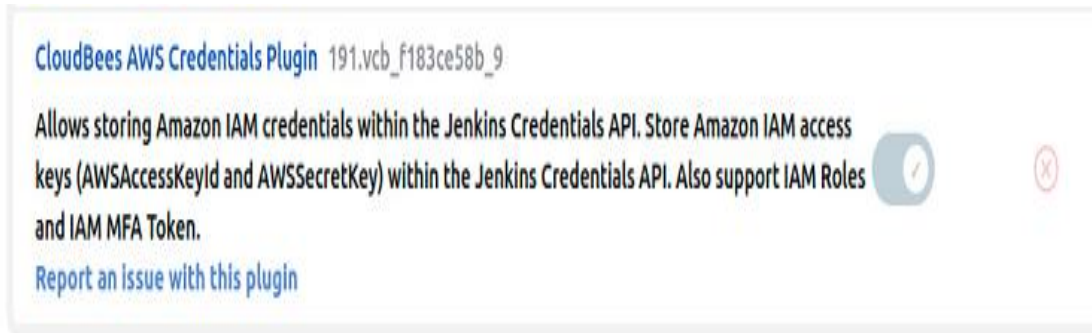 CloudBees AWS Credentials Plugin 191.vcb_f183ce58b_9
Allows storing Amazon IAM credentials within the Jenkins Credentials API. Store Amazon IAM access
keys (AWSAccessKeyId and AWSSecretKey) within the Jenkins Credentials API. Also support IAM Roles
and IAM MFA Token.
Report an issue with this plugin